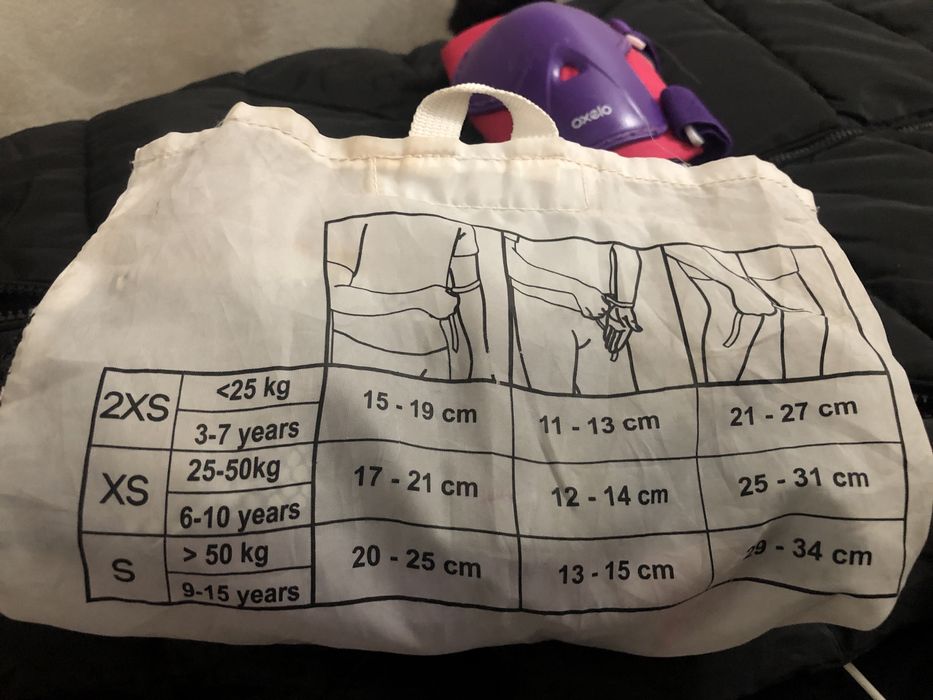 oxelo
2XS <25 kg 15 - 19 cm 11 - 13 cm 21 - 27 cm
3-7 years
XS 25-50kg 17 - 21 cm 12 - 14 cm 25 - 31 cm
6-10 years
S > 50 kg 20 - 25 cm 13 - 15 cm 29 - 34 cm
9-15 years